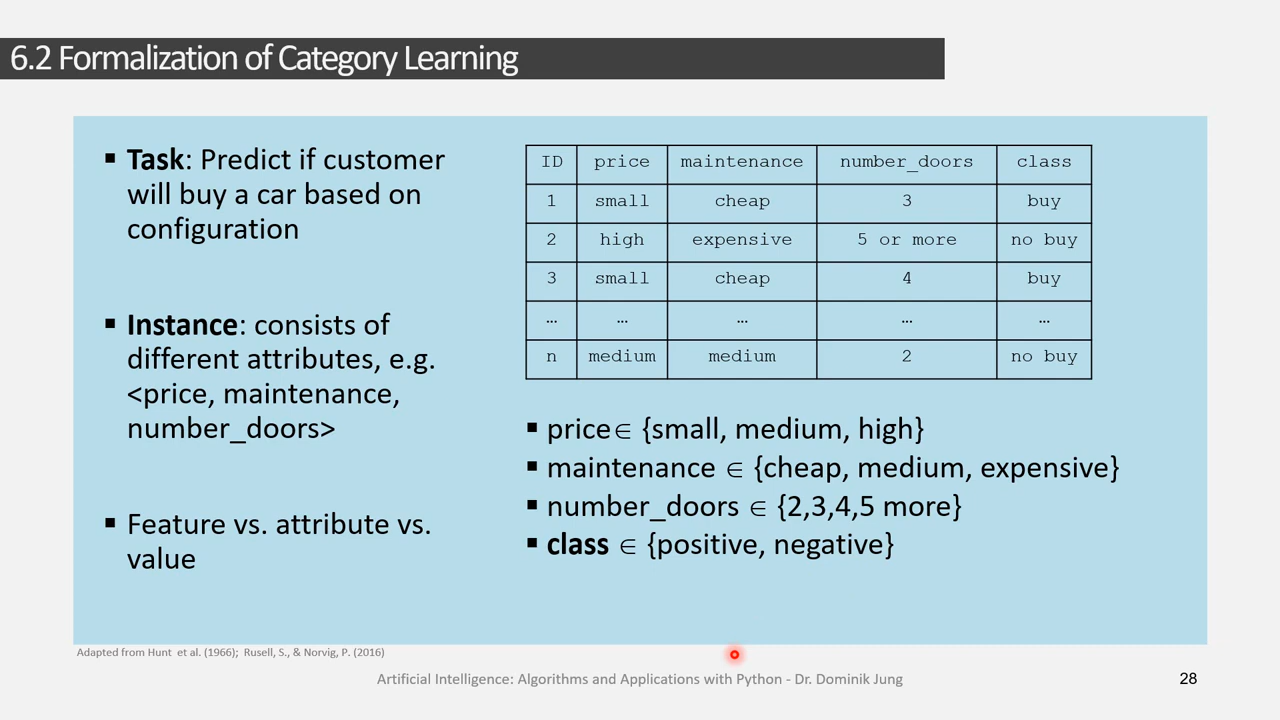 6.2 Formalization of Category Learning
▪ Task: Predict if customer
will buy a car based on
configuration
▪ Instance: consists of
different attributes, e.g.
<price, maintenance,
number_doors>
▪ Feature vs. attribute vs.
value
ID price maintenance number_doors class
1 small cheap 3 buy
2 high expensive 5 or more no buy
3 small cheap 4 buy
… … … … …
n medium medium 2 no buy
▪ price∈ {small, medium, high}
▪ maintenance ∈ {cheap, medium, expensive}
▪ number_doors ∈ {2,3,4,5 more}
▪ class ∈ {positive, negative}
Adapted from Hunt et al. (1966); Rusell, S., & Norvig, P. (2016)
Artificial Intelligence: Algorithms and Applications with Python - Dr. Dominik Jung
28